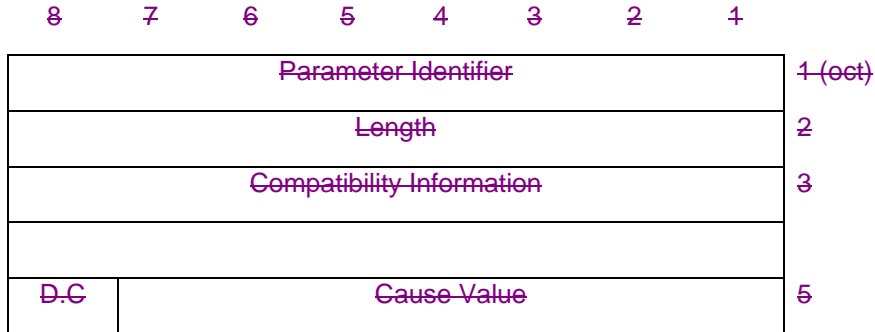 8 7 6 5 4 3 2 1
Parameter Identifier 1 (oct)
Length 2
Compatibility Information 3
D.C Cause Value 5